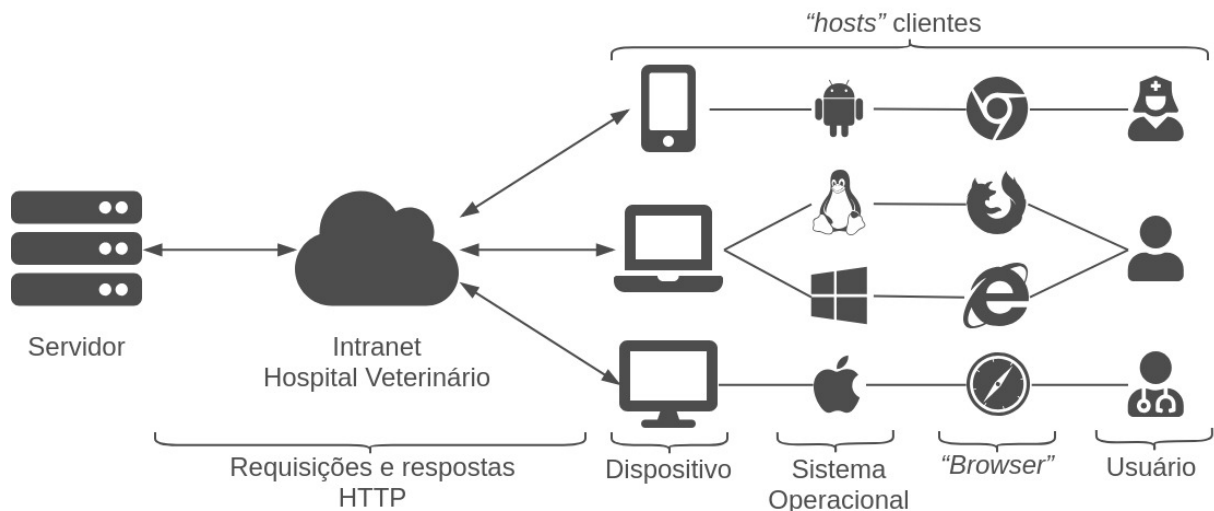 “hosts” clientes
Servidor
Intranet
Hospital Veterinário
Requisições e respostas
HTTP
Dispositivo
Sistema
Operacional
“Browser”
Usuário